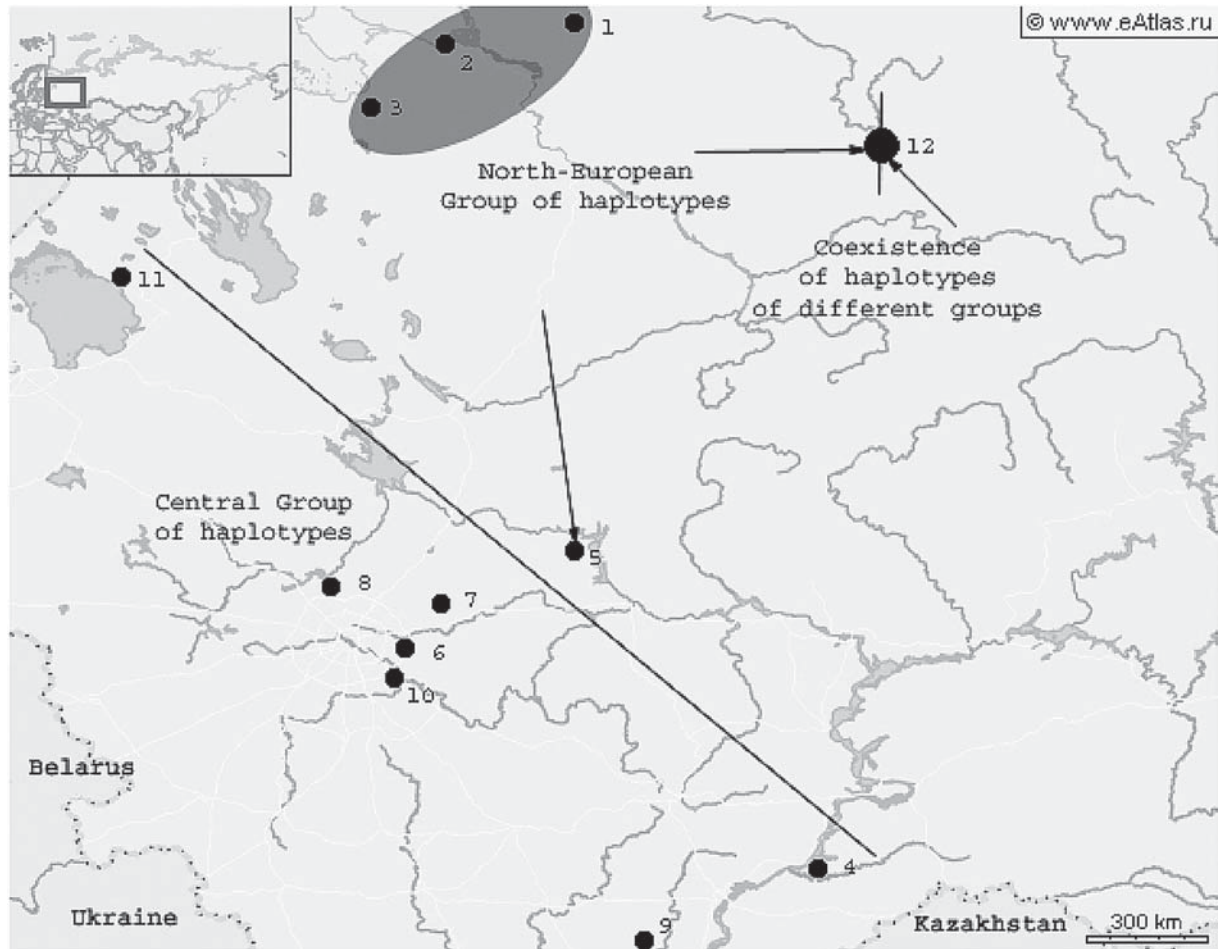 © www.eAtlas.ru
1
2
3
12
North-European
Group of haplotypes
Coexistence
of haplotypes
of different groups
11
Central Group
of haplotypes
5
8
7
6
10
Belarus
4
Ukraine
9
Kazakhstan
300 km